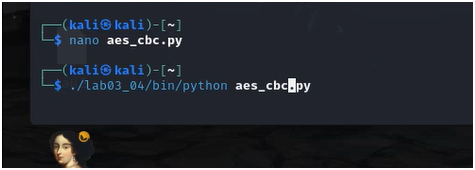 ┌──(kali㉿kali)-[~]
└─$ nano aes_cbc.py
┌──(kali㉿kali)-[~]
└─$ ./lab03_04/bin/python aes_cbc.py